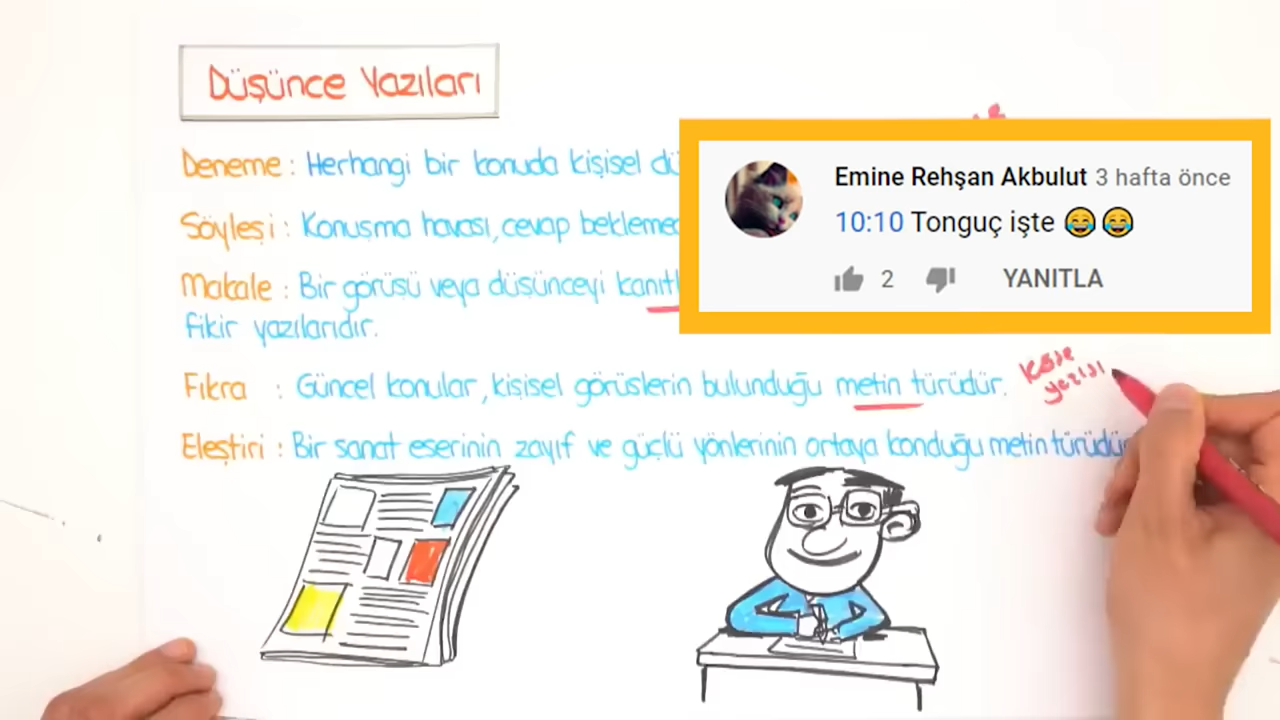 Düşünce Yazıları
Deneme : Herhangi bir konuda kişisel dü
Söyleşi : Konuşma havası, cevap beklemed
Makale : Bir görüşü veya düşünceyi kanıtl
fikir yazılarıdır.
Fıkra : Güncel konular, kişisel görüşlerin bulunduğu metin türüdür.
Köşe
yazısı
Eleştiri : Bir sanat eserinin zayıf ve güçlü yönlerinin ortaya konduğu metin türüdür
Emine Rehşan Akbulut 3 hafta önce
10:10 Tonguç işte 😂😂
2 YANITLA